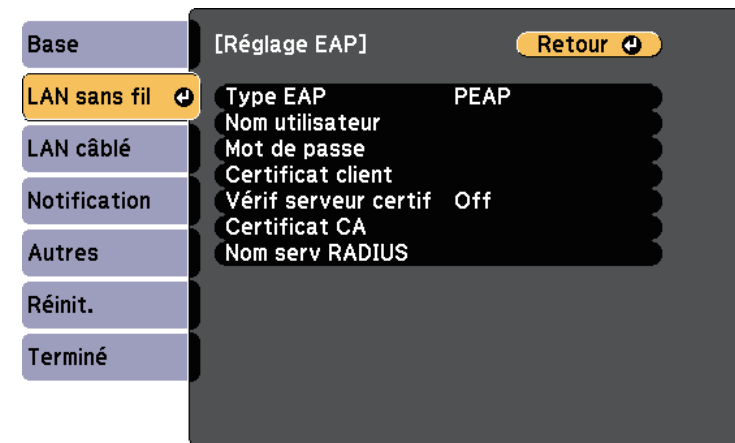 Base
LAN sans fil
LAN câblé
Notification
Autres
Réinit.
Terminé
[Réglage EAP]
Retour
Type EAP PEAP
Nom utilisateur
Mot de passe
Certificat client
Vérif serveur certif Off
Certificat CA
Nom serv RADIUS